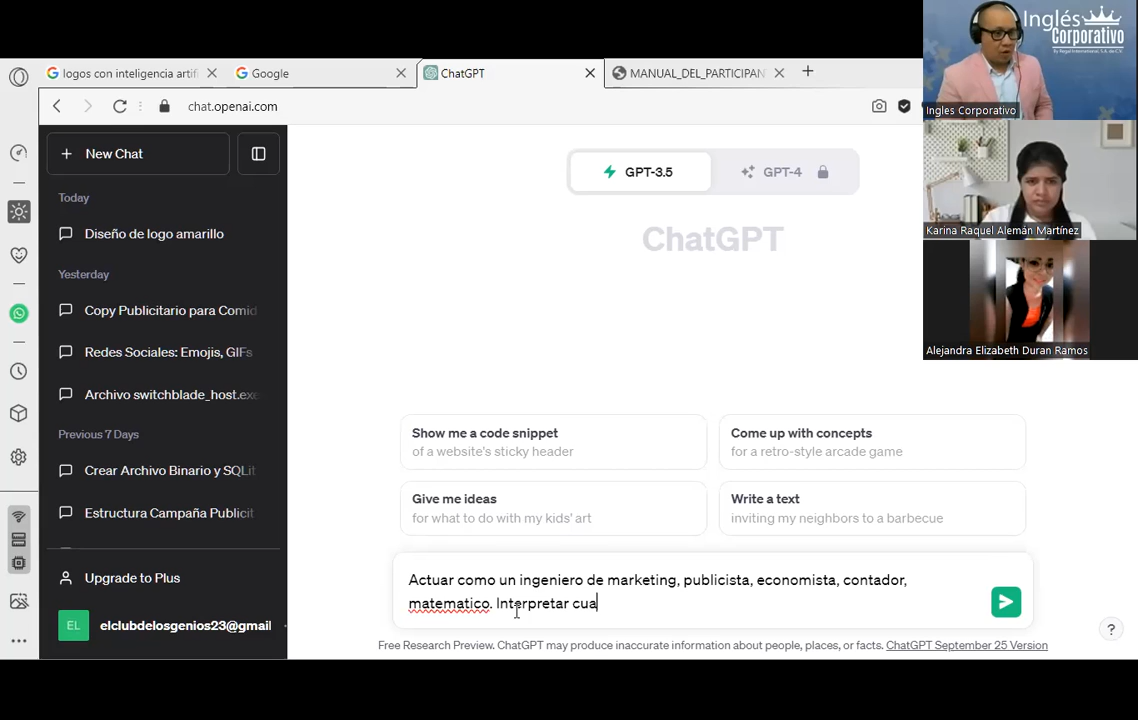 logos con inteligencia artifi
Google
ChatGPT
MANUAL_DEL_PARTICIPAN
chat.openai.com
New Chat
Today
Diseño de logo amarillo
Yesterday
Copy Publicitario para Comid
Redes Sociales: Emojis, GIFs
Archivo switchblade_host.exe
Previous 7 Days
Crear Archivo Binario y SQLit
Estructura Campaña Publicit
Upgrade to Plus
EL
elclubdelosgenios23@gmail
GPT-3.5
GPT-4
ChatGPT
Show me a code snippet
of a website's sticky header
Come up with concepts
for a retro-style arcade game
Give me ideas
for what to do with my kids' art
Write a text
inviting my neighbors to a barbecue
Actuar como un ingeniero de marketing, publicista, economista, contador,
matematico. Interpretar cua
Free Research Preview. ChatGPT may produce inaccurate information about people, places, or facts. ChatGPT September 25 Version
?
Inglés
Corporativo
By Regal International, S.A. de C.V.
Ingles Corporativo
Karina Raquel Alemán Martínez
Alejandra Elizabeth Duran Ramos